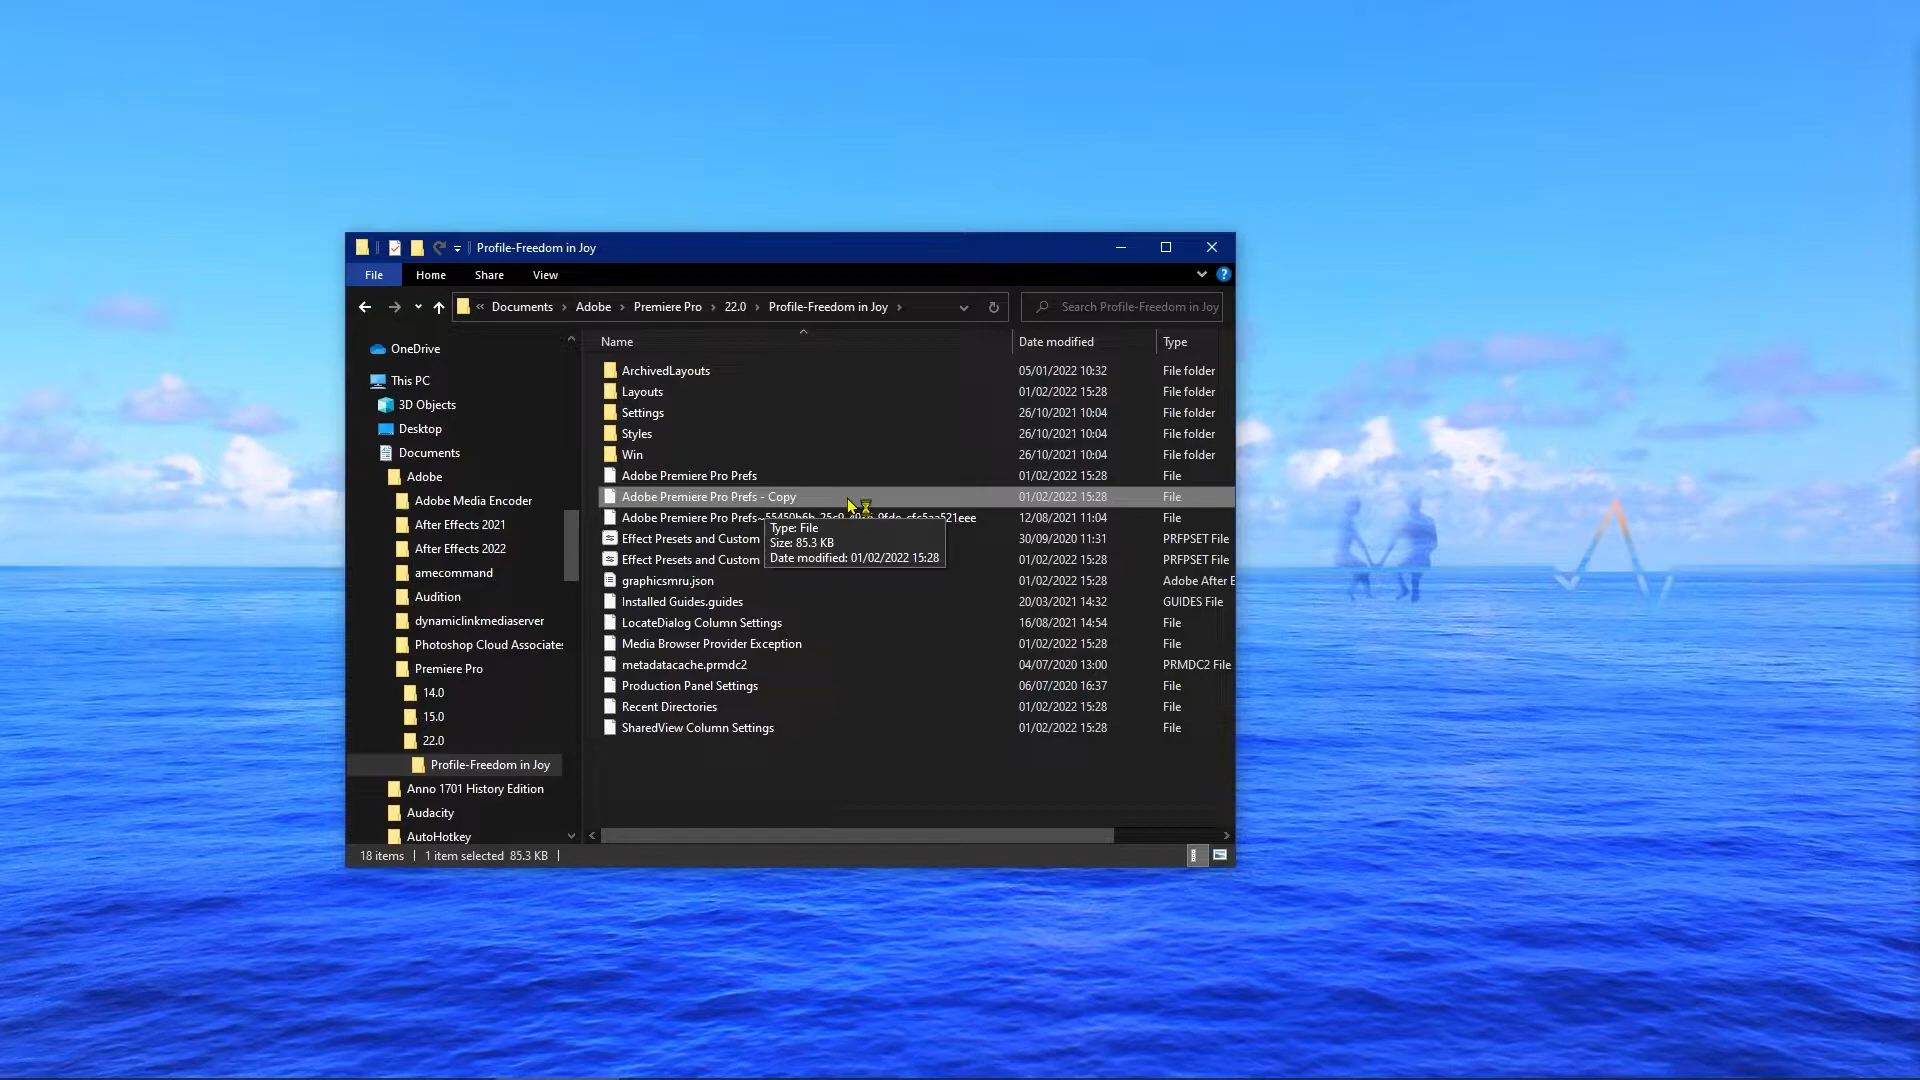 Profile-Freedom in Joy
File Home Share View
« Documents Adobe Premiere Pro 22.0 Profile-Freedom in Joy
Search Profile-Freedom in Joy
OneDrive
This PC
3D Objects
Desktop
Documents
Adobe
Adobe Media Encoder
After Effects 2021
After Effects 2022
amecommand
Audition
dynamiclinkmediaserver
Photoshop Cloud Associates
Premiere Pro
14.0
15.0
22.0
Profile-Freedom in Joy
Anno 1701 History Edition
Audacity
AutoHotkey
Name Date modified Type
ArchivedLayouts 05/01/2022 10:32 File folder
Layouts 01/02/2022 15:28 File folder
Settings 26/10/2021 10:04 File folder
Styles 26/10/2021 10:04 File folder
Win 26/10/2021 10:04 File folder
Adobe Premiere Pro Prefs 01/02/2022 15:28 File
Adobe Premiere Pro Prefs - Copy 01/02/2022 15:28 File
Adobe Premiere Pro Prefs 12/08/2021 11:04 File
Effect Presets and Custom 30/09/2020 11:31 PRFPSET File
Effect Presets and Custom 01/02/2022 15:28 PRFPSET File
graphicsmru.json 01/02/2022 15:28 Adobe After E
Installed Guides.guides 20/03/2021 14:32 GUIDES File
LocateDialog Column Settings 16/08/2021 14:54 File
Media Browser Provider Exception 01/02/2022 15:28 File
metadatacache.prmdc2 04/07/2020 13:00 PRMDC2 File
Production Panel Settings 06/07/2020 16:37 File
Recent Directories 01/02/2022 15:28 File
SharedView Column Settings 01/02/2022 15:28 File
Type: File
Size: 85.3 KB
Date modified: 01/02/2022 15:28
18 items 1 item selected 85.3 KB